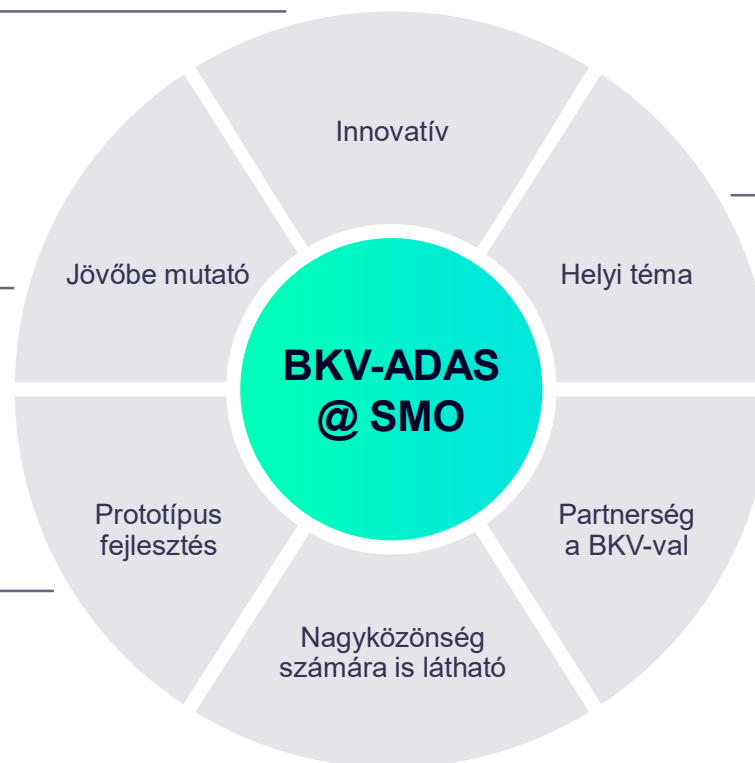 Innovatív
Jövőbe mutató
Helyi téma
BKV-ADAS
@ SMO
Prototípus
fejlesztés
Partnerség
a BKV-val
Nagyközönség
számára is látható